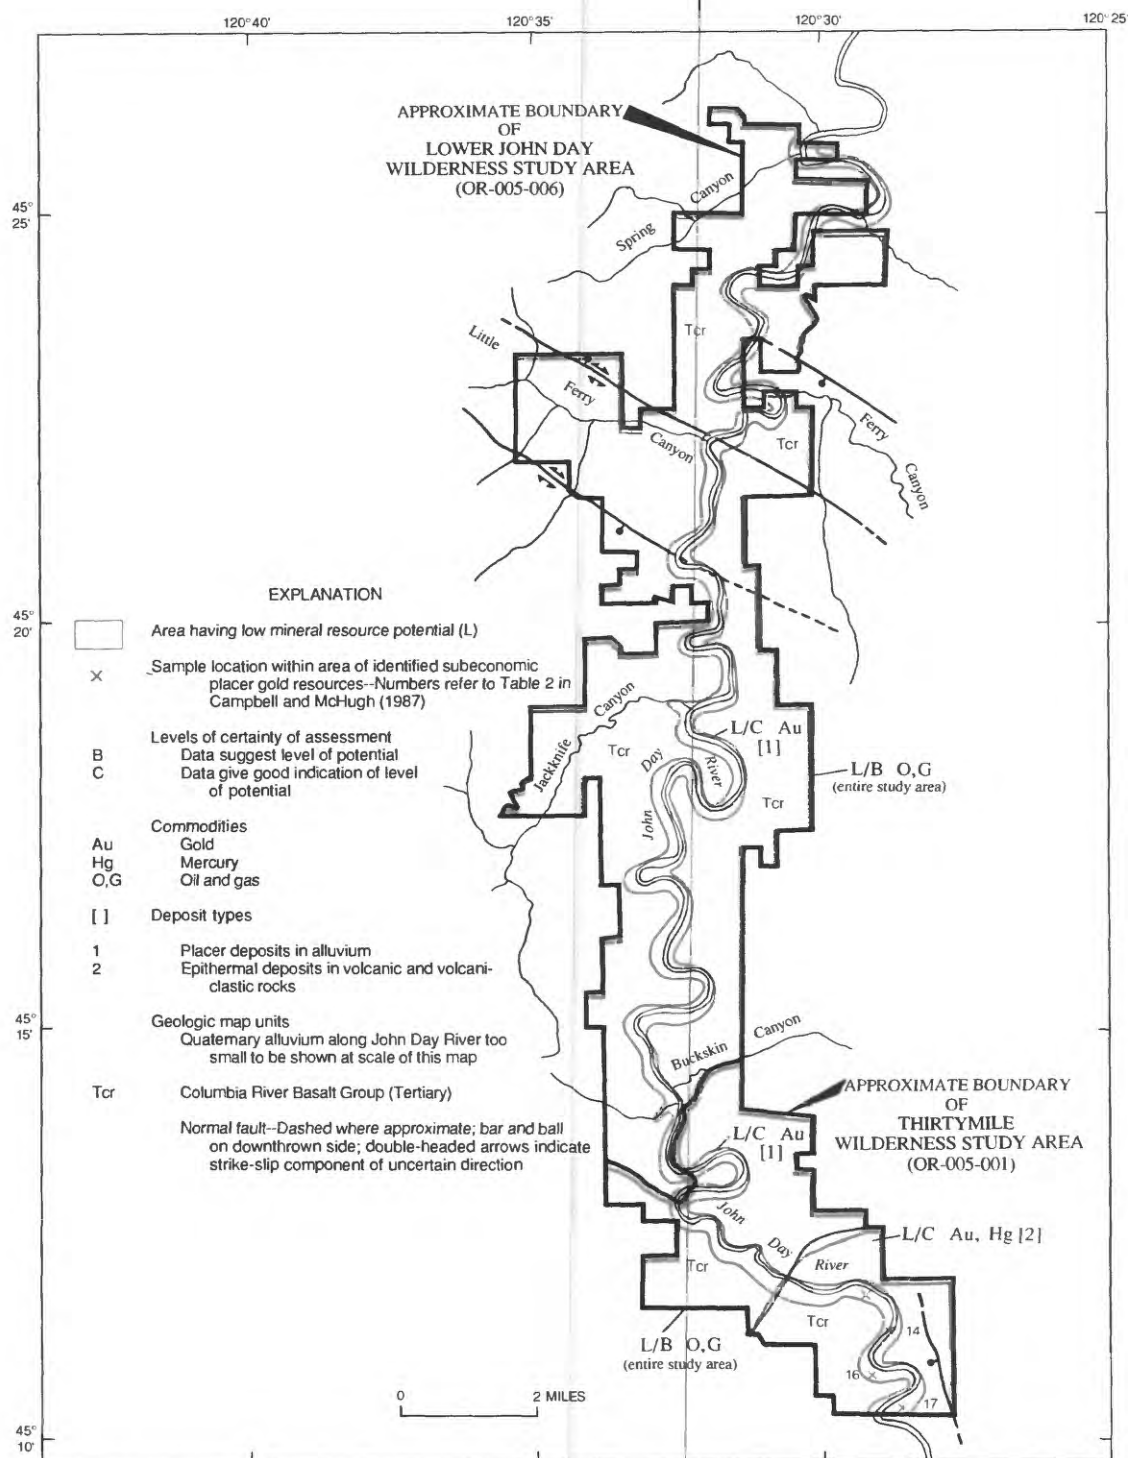 120°40'
120°35'
120°30'
120°25'
APPROXIMATE BOUNDARY
OF
LOWER JOHN DAY
WILDERNESS STUDY AREA
(OR-005-006)
45°
25'
Spring
Canyon
Tcr
Little
Ferry
Canyon
Tcr
Ferry
Canyon
45°
20'
EXPLANATION
Area having low mineral resource potential (L)
× Sample location within area of identified subeconomic
placer gold resources--Numbers refer to Table 2 in
Campbell and McHugh (1987)
Levels of certainty of assessment
B Data suggest level of potential
C Data give good indication of level
of potential
Commodities
Au Gold
Hg Mercury
O,G Oil and gas
[ ] Deposit types
1 Placer deposits in alluvium
2 Epithermal deposits in volcanic and volcani-
clastic rocks
Geologic map units
Quaternary alluvium along John Day River too
small to be shown at scale of this map
Tcr Columbia River Basalt Group (Tertiary)
Normal fault--Dashed where approximate; bar and ball
on downthrown side; double-headed arrows indicate
strike-slip component of uncertain direction
Jackknife
Canyon
Tcr
John
Day
River
L/C Au
[1]
Tcr
L/B O,G
(entire study area)
45°
15'
Buckskin
Canyon
APPROXIMATE BOUNDARY
OF
THIRTYMILE
WILDERNESS STUDY AREA
(OR-005-001)
L/C Au
[1]
John
Day
River
L/C Au, Hg [2]
Tcr
Tcr
14
16
17
L/B O,G
(entire study area)
0 2 MILES
45°
10'